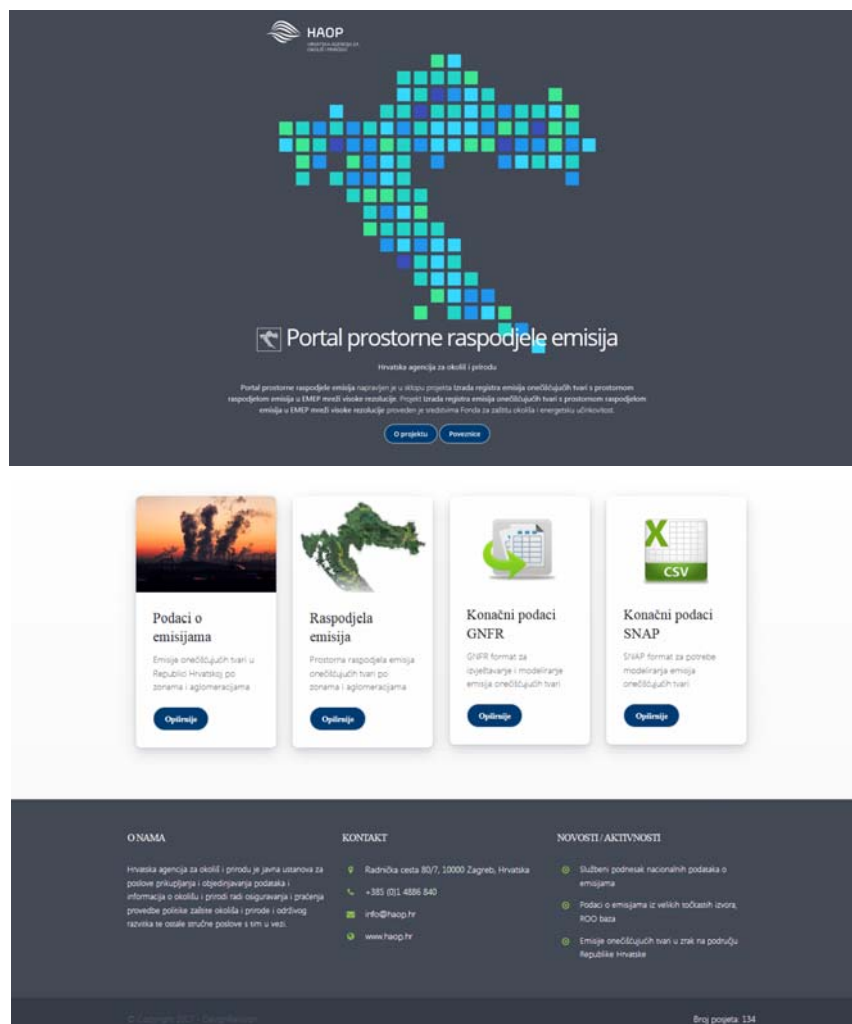 HAOP
HRVATSKA AGENCIJA ZA
OKOLIŠ I PRIRODU
Portal prostorne raspodjele emisija
Hrvatska agencija za okoliš i prirodu
Portal prostorne raspodjele emisija napravljen je u sklopu projekta Izrada registra emisija onečišćujućih tvari s prostornom
raspodjelom emisija u EMEP mreži visoke rezolucije. Projekt Izrada registra emisija onečišćujućih tvari s prostornom raspodjelom
emisija u EMEP mreži visoke rezolucije proveden je sredstvima Fonda za zaštitu okoliša i energetsku učinkovitost.
O projektu
Poveznice
Podaci o
emisijama
Emisije onečišćujućih tvari u
Republici Hrvatskoj po
zonama i aglomeracijama
Opširnije
Raspodjela
emisija
Prostorna raspodjela emisija
onečišćujućih tvari po
zonama i aglomeracijama
Opširnije
Konačni podaci
GNFR
GNFR format za
izvještavanje i modeliranje
emisija onečišćujućih tvari
Opširnije
X
CSV
Konačni podaci
SNAP
SNAP format za potrebe
modeliranja emisija
onečišćujućih tvari
Opširnije
O NAMA
Hrvatska agencija za okoliš i prirodu je javna ustanova za
poslove prikupljanja i objedinjavanja podataka i
informacija o okolišu i prirodi radi osiguravanja i praćenja
provedbe politike zaštite okoliša i prirode i održivog
razvitka te ostale stručne poslove s tim u vezi.
KONTAKT
Radnička cesta 80/7, 10000 Zagreb, Hrvatska
+385 (0)1 4886 840
info@haop.hr
www.haop.hr
NOVOSTI / AKTIVNOSTI
Službeni podnesak nacionalnih podataka o
emisijama
Podaci o emisijama iz velikih točkastih izvora,
ROO baza
Emisije onečišćujućih tvari u zrak na području
Republike Hrvatske
© Copyright 2017 -
Broj posjeta: 134